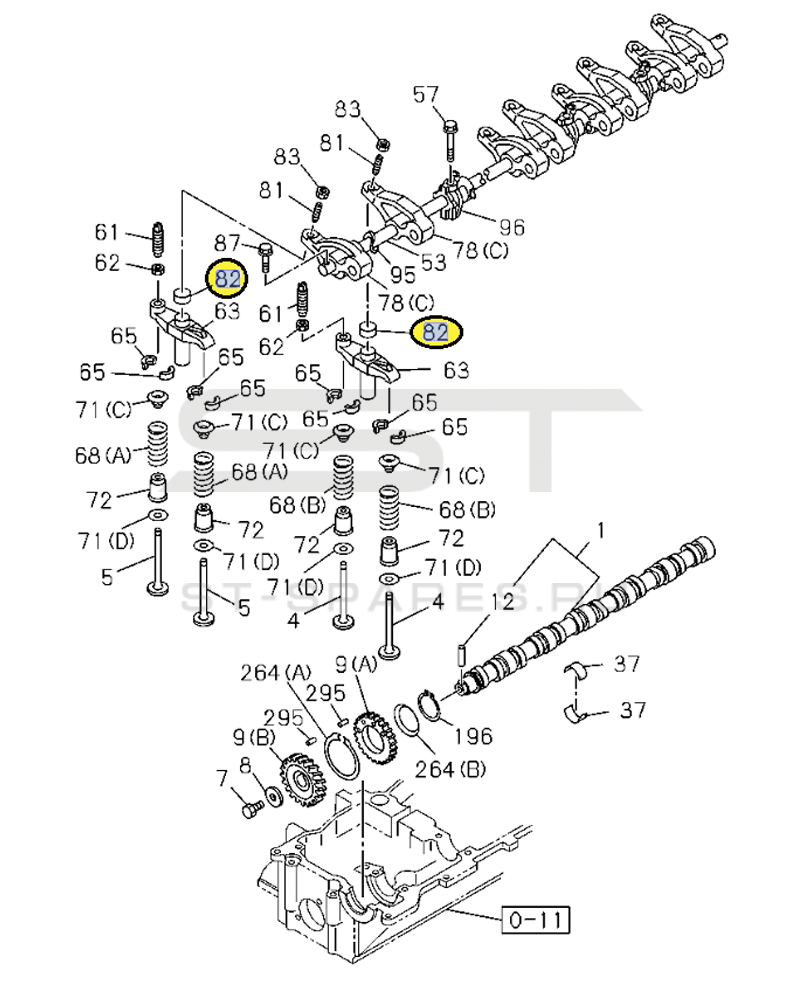 57
83
81
83
81
61
87
62
82
96
78(C)
53
95
78(C)
61
63
82
62
63
65
65
65
65
65
65
65
65
71(C)
71(C)
71(C)
71(C)
68(A)
68(A)
68(B)
68(B)
72
72
72
72
71(D)
71(D)
71(D)
71(D)
5
5
4
4
ST
ST-SPARES.RU
1
12
37
37
9(A)
264(A)
295
295
196
9(B)
264(B)
8
7
0-11